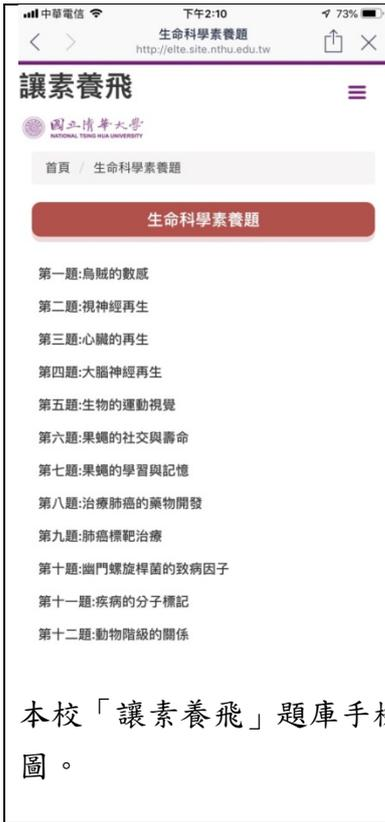 中華電信
下午2:10
73%
生命科學素養題
http://elte.site.nthu.edu.tw
讓素養飛
國立清華大學
NATIONAL TSING HUA UNIVERSITY
首頁 / 生命科學素養題
生命科學素養題
第一題:烏賊的數感
第二題:視神經再生
第三題:心臟的再生
第四題:大腦神經再生
第五題:生物的運動視覺
第六題:果蠅的社交與壽命
第七題:果蠅的學習與記憶
第八題:治療肺癌的藥物開發
第九題:肺癌標靶治療
第十題:幽門螺旋桿菌的致病因子
第十一題:疾病的分子標記
第十二題:動物階級的關係
本校「讓素養飛」題庫手
圖。